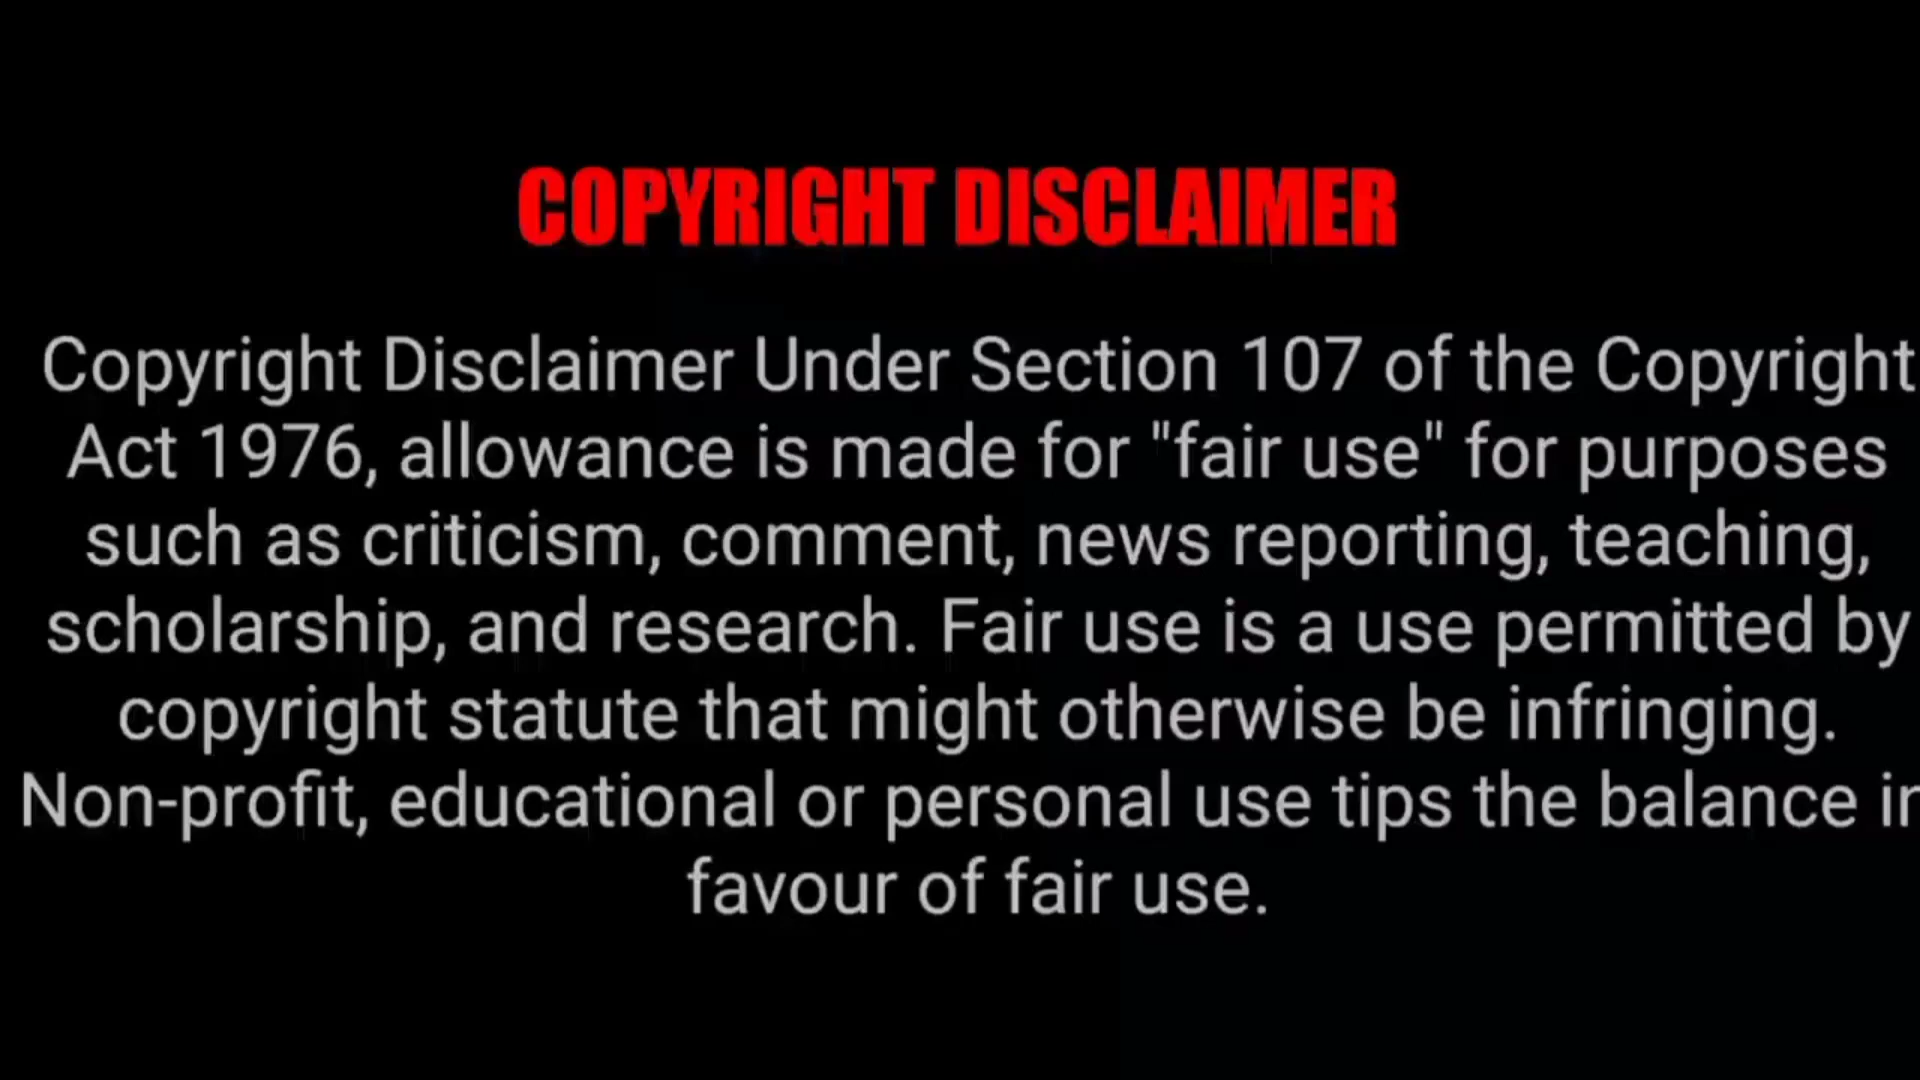 COPYRIGHT DISCLAIMER
Copyright Disclaimer Under Section 107 of the Copyright
Act 1976, allowance is made for "fair use" for purposes
such as criticism, comment, news reporting, teaching,
scholarship, and research. Fair use is a use permitted by
copyright statute that might otherwise be infringing.
Non-profit, educational or personal use tips the balance in
favour of fair use.